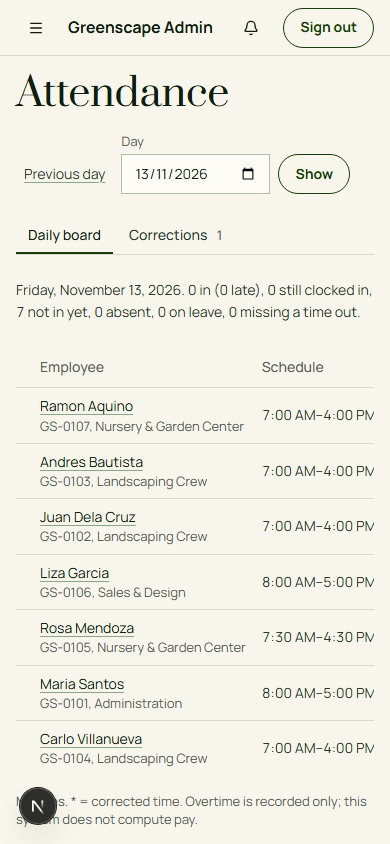 Greenscape Admin
Sign out
Attendance
Day
Previous day
13/11/2026
Show
Daily board
Corrections 1
Friday, November 13, 2026. 0 in (0 late), 0 still clocked in,
7 not in yet, 0 absent, 0 on leave, 0 missing a time out.
Employee Schedule
Ramon Aquino
GS-0107, Nursery & Garden Center
7:00 AM–4:00 PM
Andres Bautista
GS-0103, Landscaping Crew
7:00 AM–4:00 PM
Juan Dela Cruz
GS-0102, Landscaping Crew
7:00 AM–4:00 PM
Liza Garcia
GS-0106, Sales & Design
8:00 AM–5:00 PM
Rosa Mendoza
GS-0105, Nursery & Garden Center
7:30 AM–4:30 PM
Maria Santos
GS-0101, Administration
8:00 AM–5:00 PM
Carlo Villanueva
GS-0104, Landscaping Crew
7:00 AM–4:00 PM
* = corrected time. Overtime is recorded only; this
N
does not compute pay.